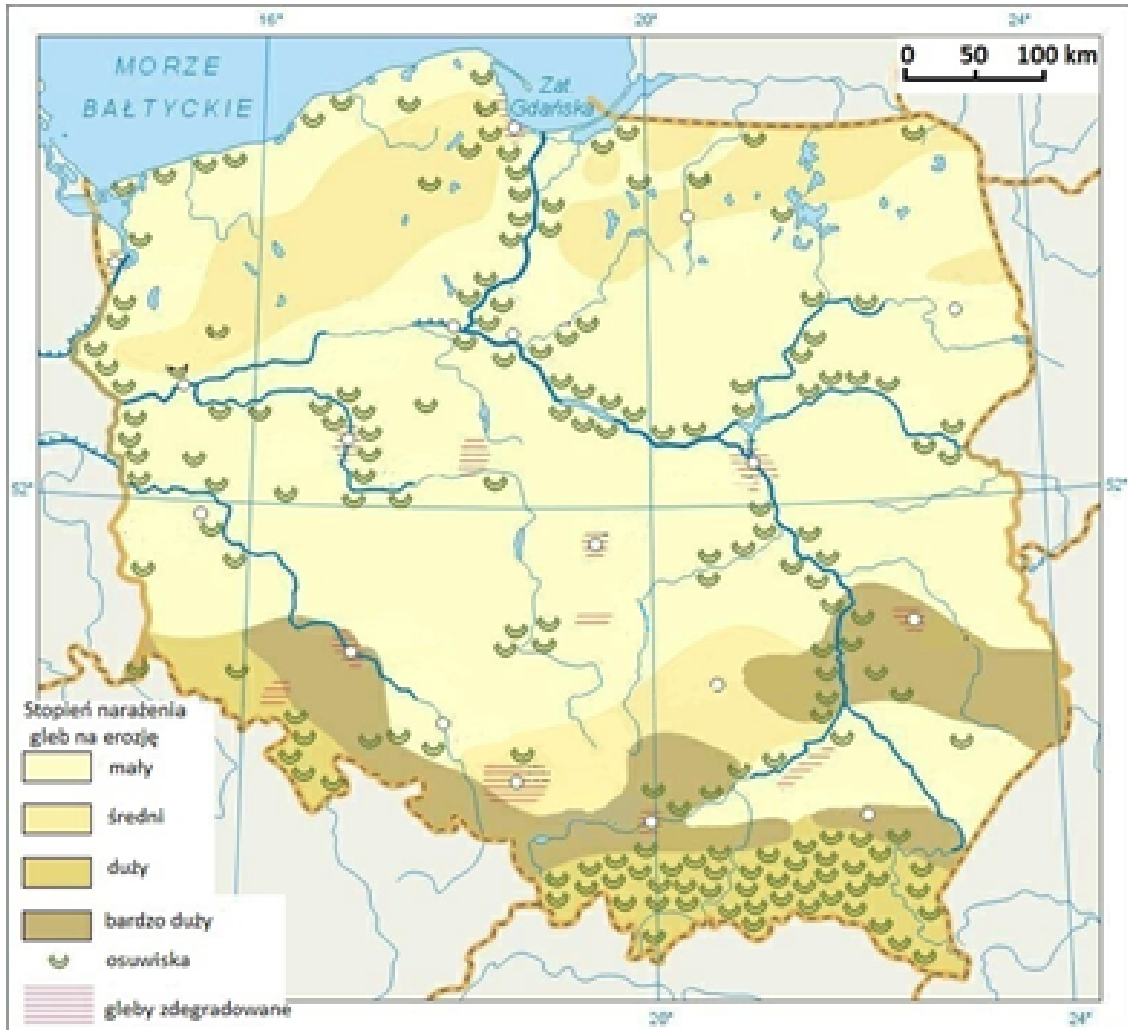 16° 20° 24°
0 50 100 km
MORZE
BAŁTYCKIE
Zat.
Gdańska
52° 52°
Stopień narażenia
gleb na erozję
mały
średni
duży
bardzo duży
osuwiska
gleby zdegradowane
20° 24°